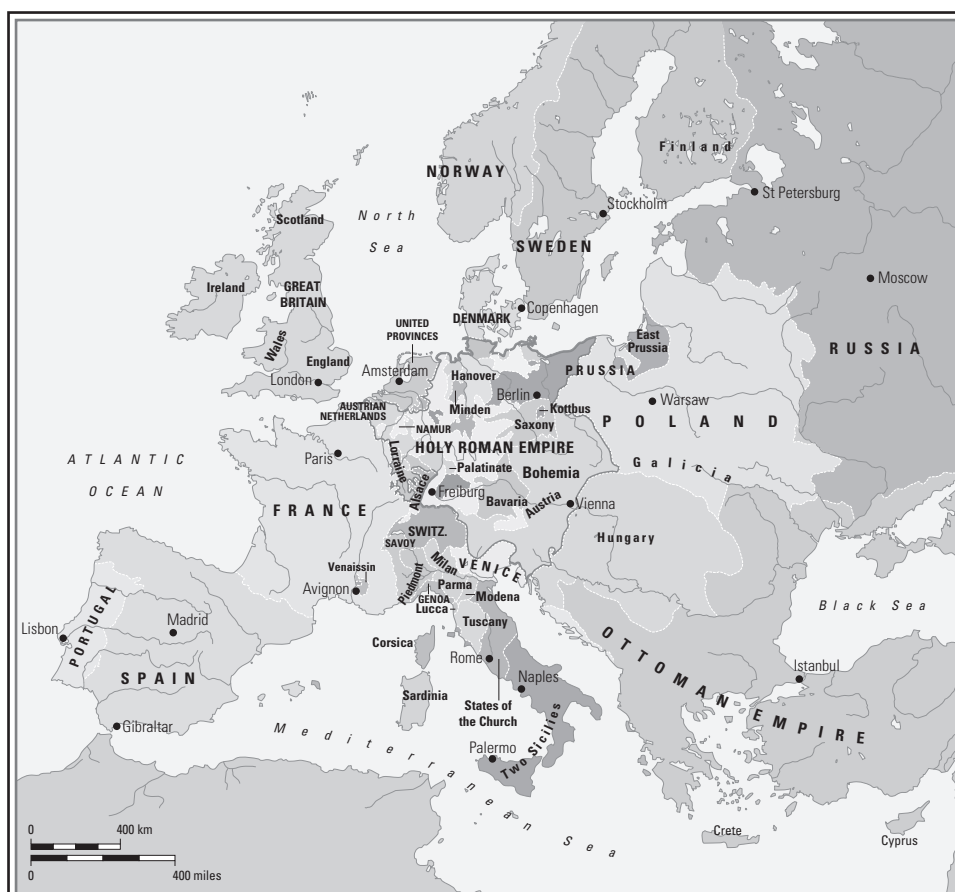 Finland
NORWAY
St Petersburg
Stockholm
North
Sea
Scotland
SWEDEN
Moscow
Ireland
GREAT
BRITAIN
Copenhagen
DENMARK
UNITED
PROVINCES
East
Prussia
RUSSIA
Wales
England
London
Amsterdam
Hanover
PRUSSIA
Berlin
Minden
Kottbus
Warsaw
AUSTRIAN
NETHERLANDS
Saxony
POLAND
NAMUR
HOLY ROMAN EMPIRE
ATLANTIC
OCEAN
Paris
Lorraine
Palatinate
Bohemia
Galicia
Alsace
Freiburg
Bavaria
Austria
Vienna
FRANCE
SWITZ.
Hungary
SAVOY
Venaissin
Milan
VENICE
Piedmont
Parma
Modena
Avignon
GENOA
Lucca
Black Sea
Tuscany
Lisbon
PORTUGAL
Madrid
Corsica
Rome
OTTOMAN EMPIRE
Istanbul
SPAIN
Sardinia
Naples
States of
the Church
Gibraltar
Mediterranean Sea
Palermo
Two Sicilies
Crete
Cyprus
0 400 km
0 400 miles